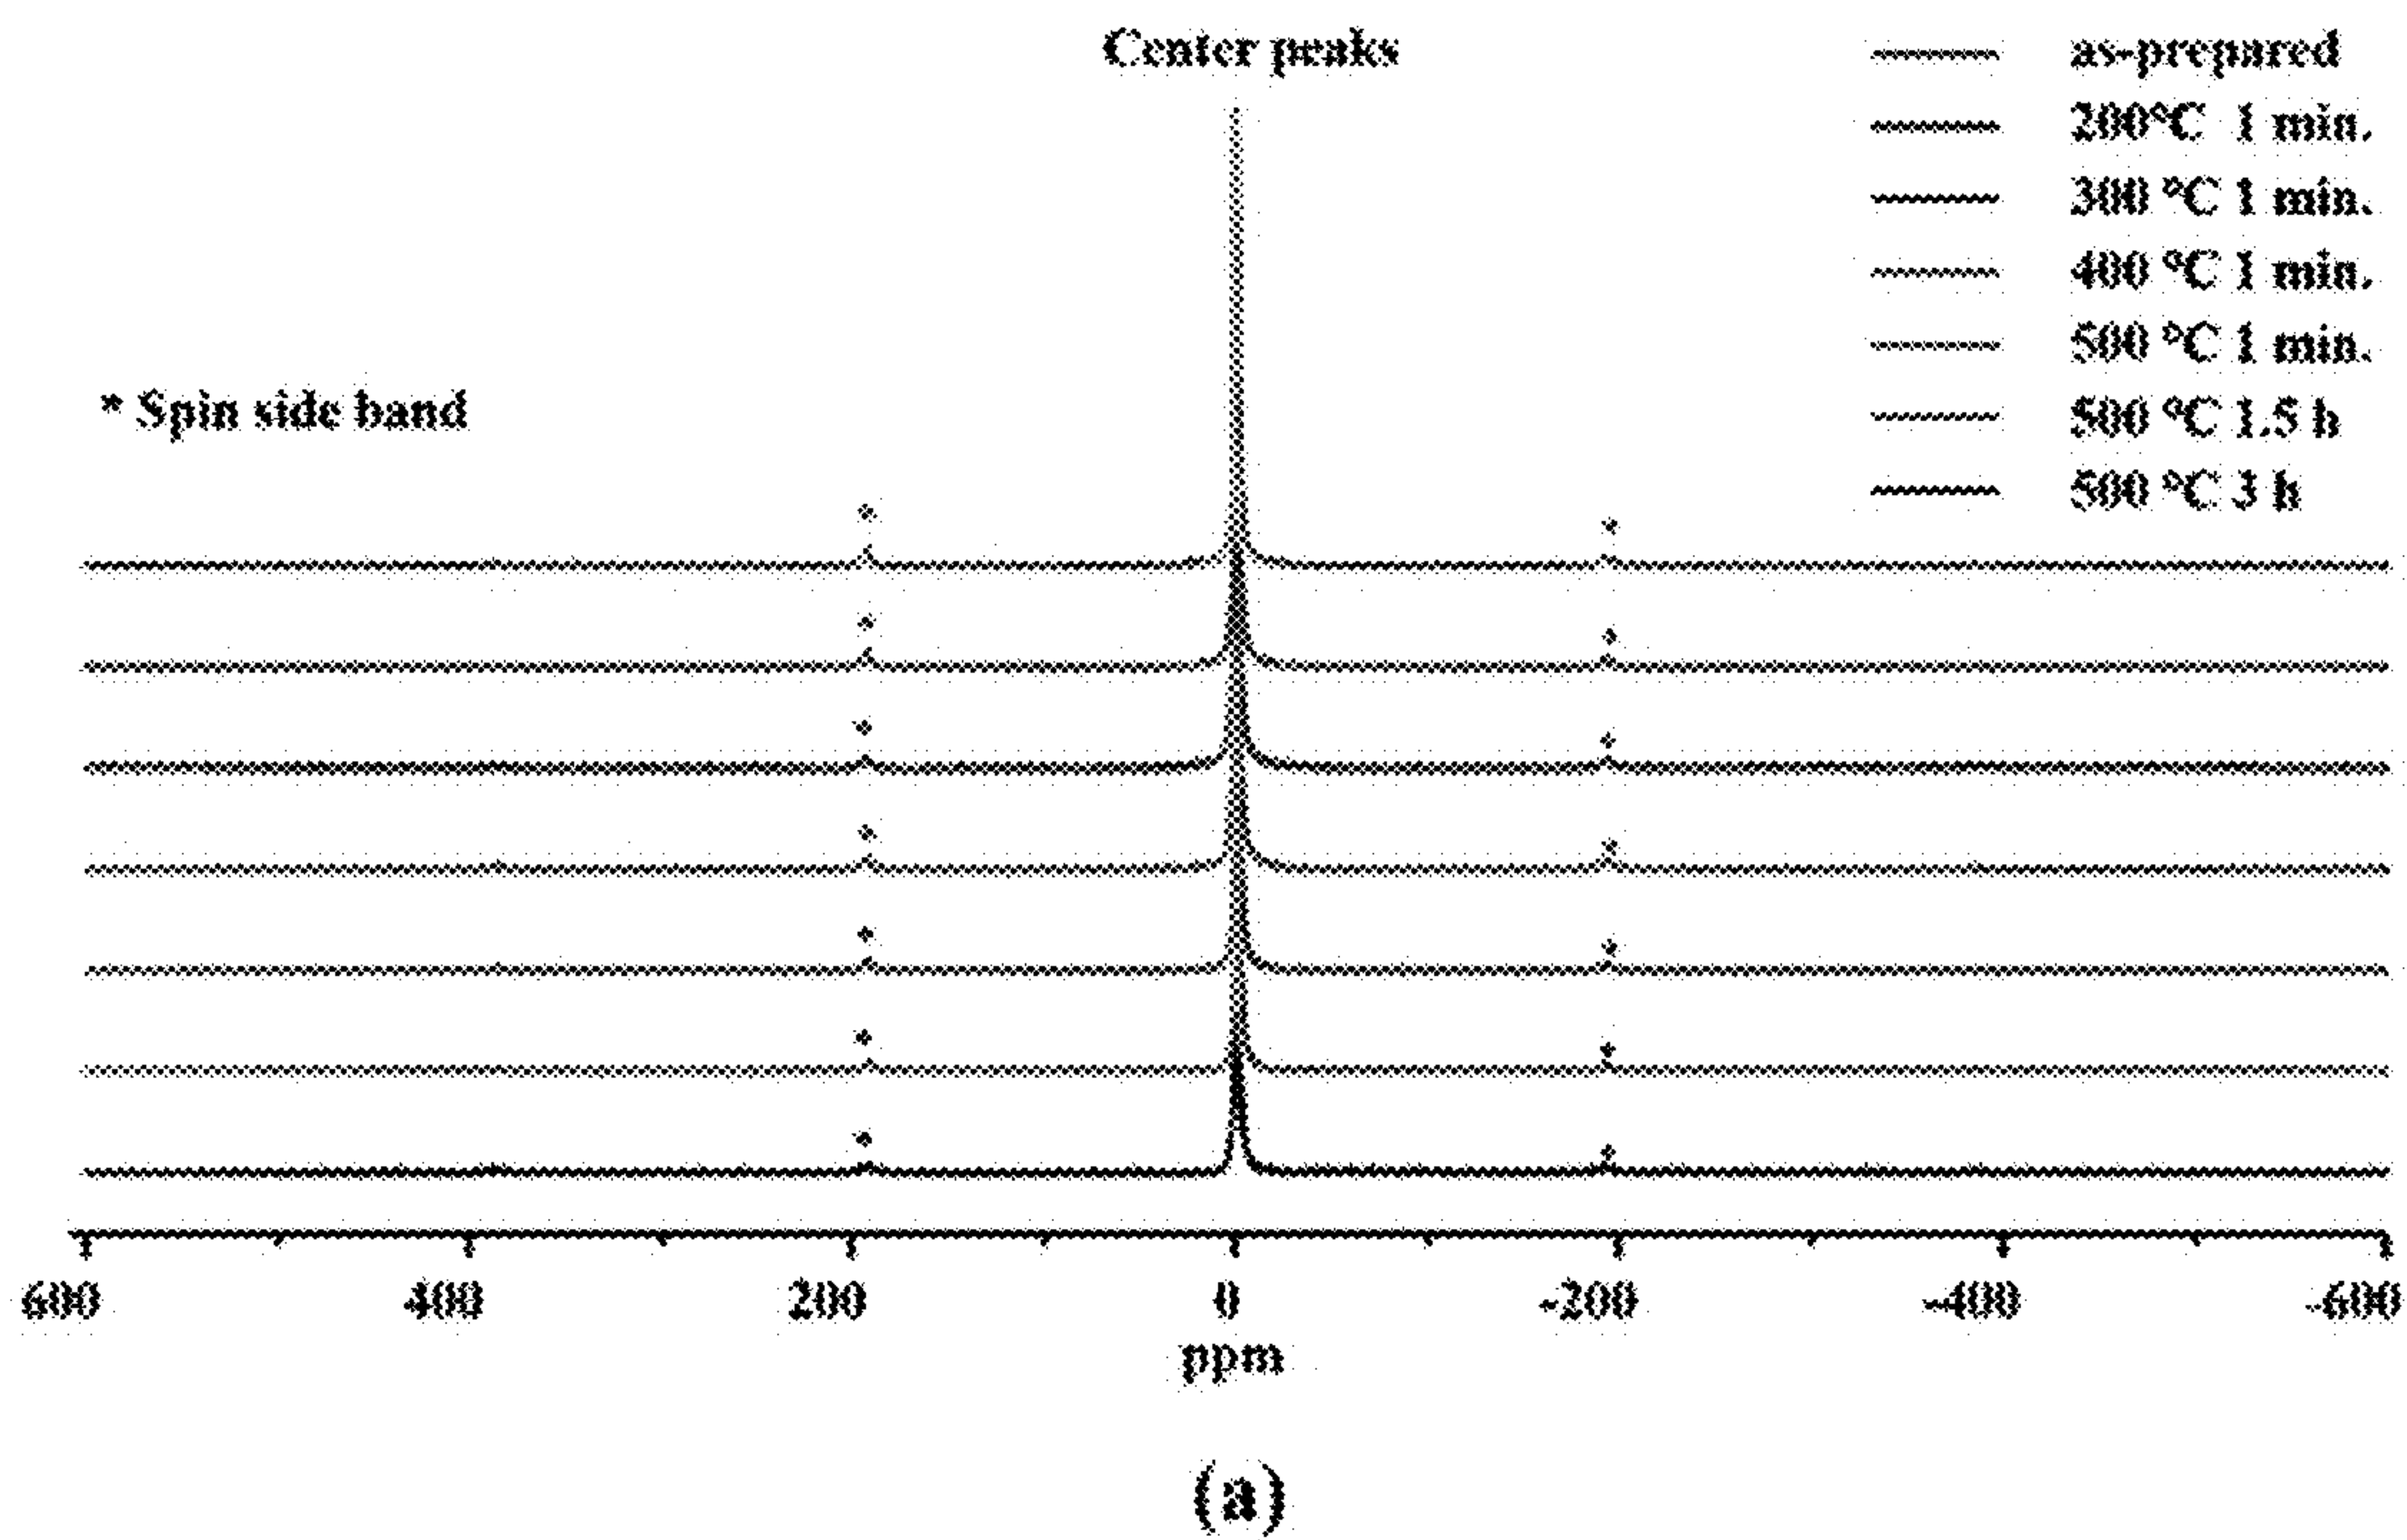 Center peaks
as-prepared
200°C 1 min.
300 °C 1 min.
400 °C 1 min.
500 °C 1 min.
500 °C 1.5 h
500 °C 3 h
* Spin side band
* *
* *
* *
* *
* *
* *
* *
600 400 200 0 -200 -400 -600
ppm
(a)